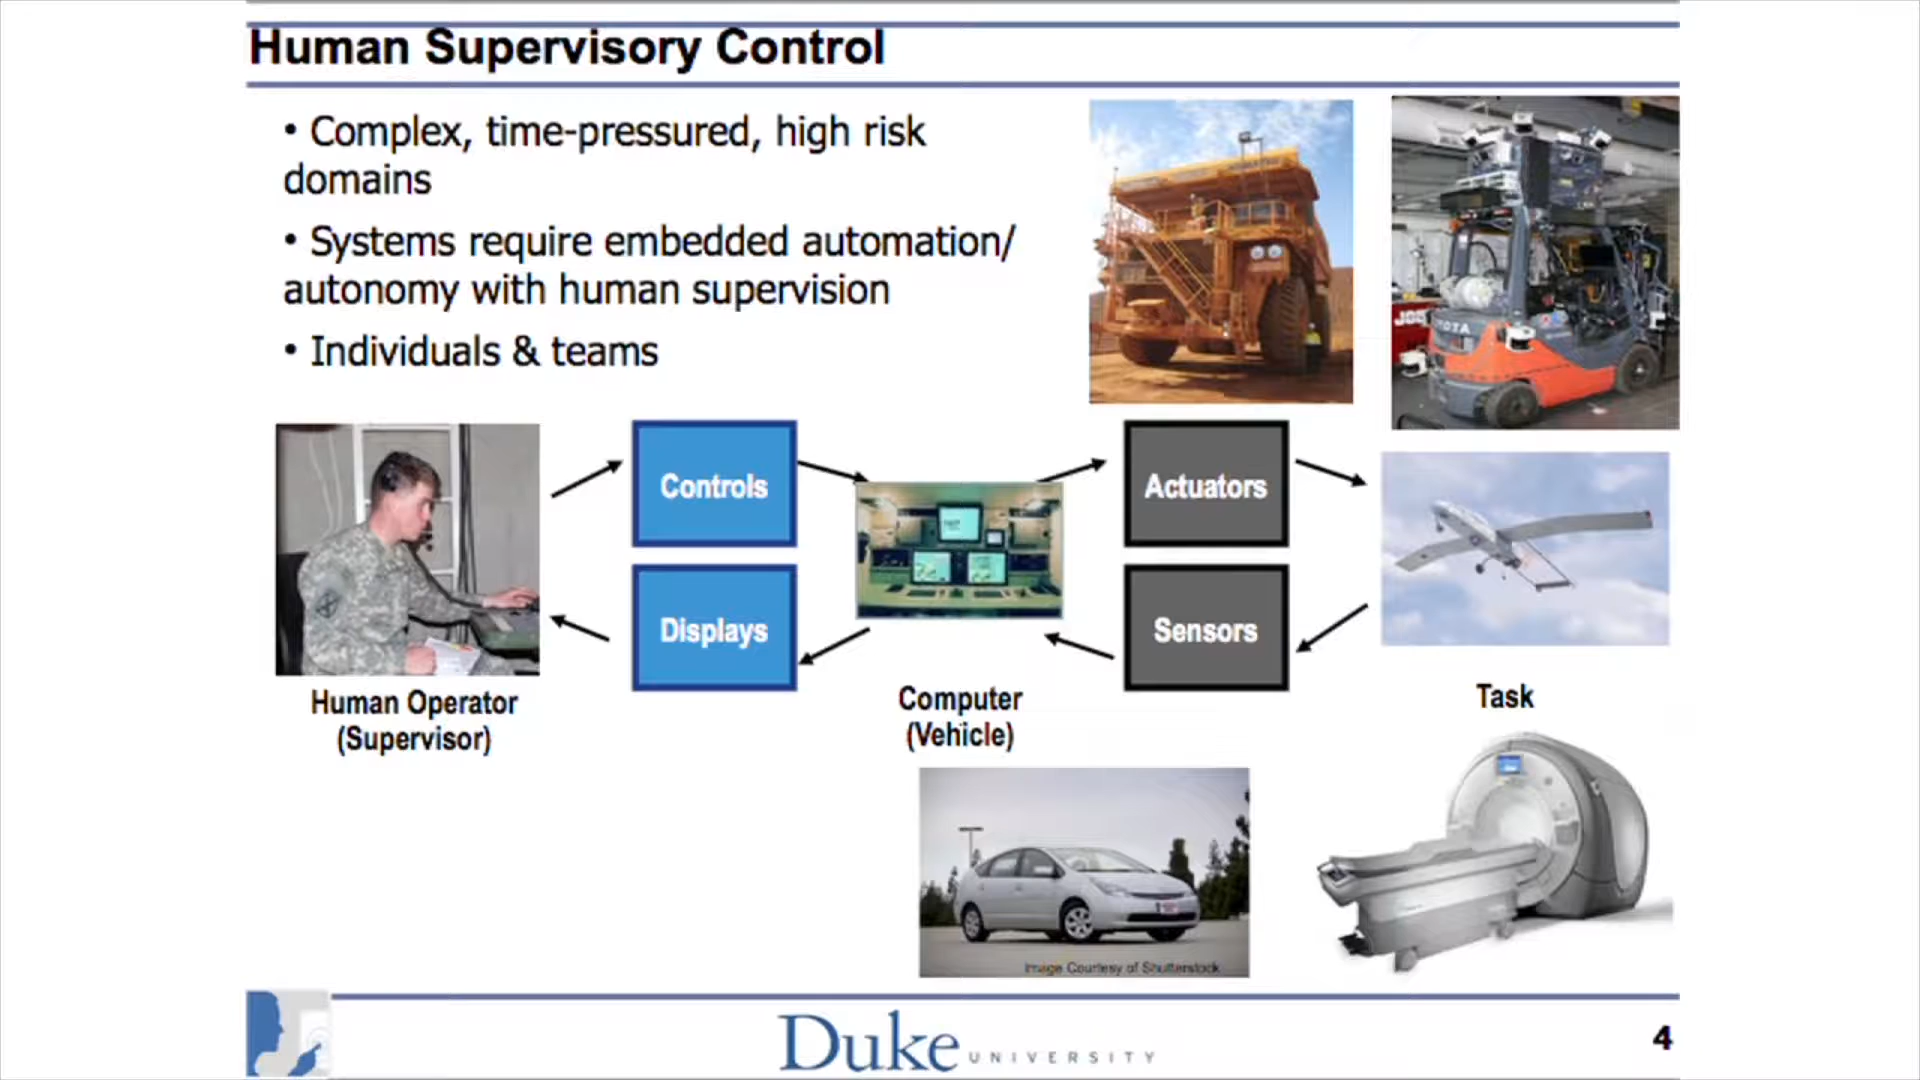 Human Supervisory Control
• Complex, time-pressured, high risk
domains
• Systems require embedded automation/
autonomy with human supervision
• Individuals & teams
Controls
Actuators
Displays
Sensors
Human Operator
(Supervisor)
Computer
(Vehicle)
Task
Image Courtesy of Shutterstock
Duke UNIVERSITY
4